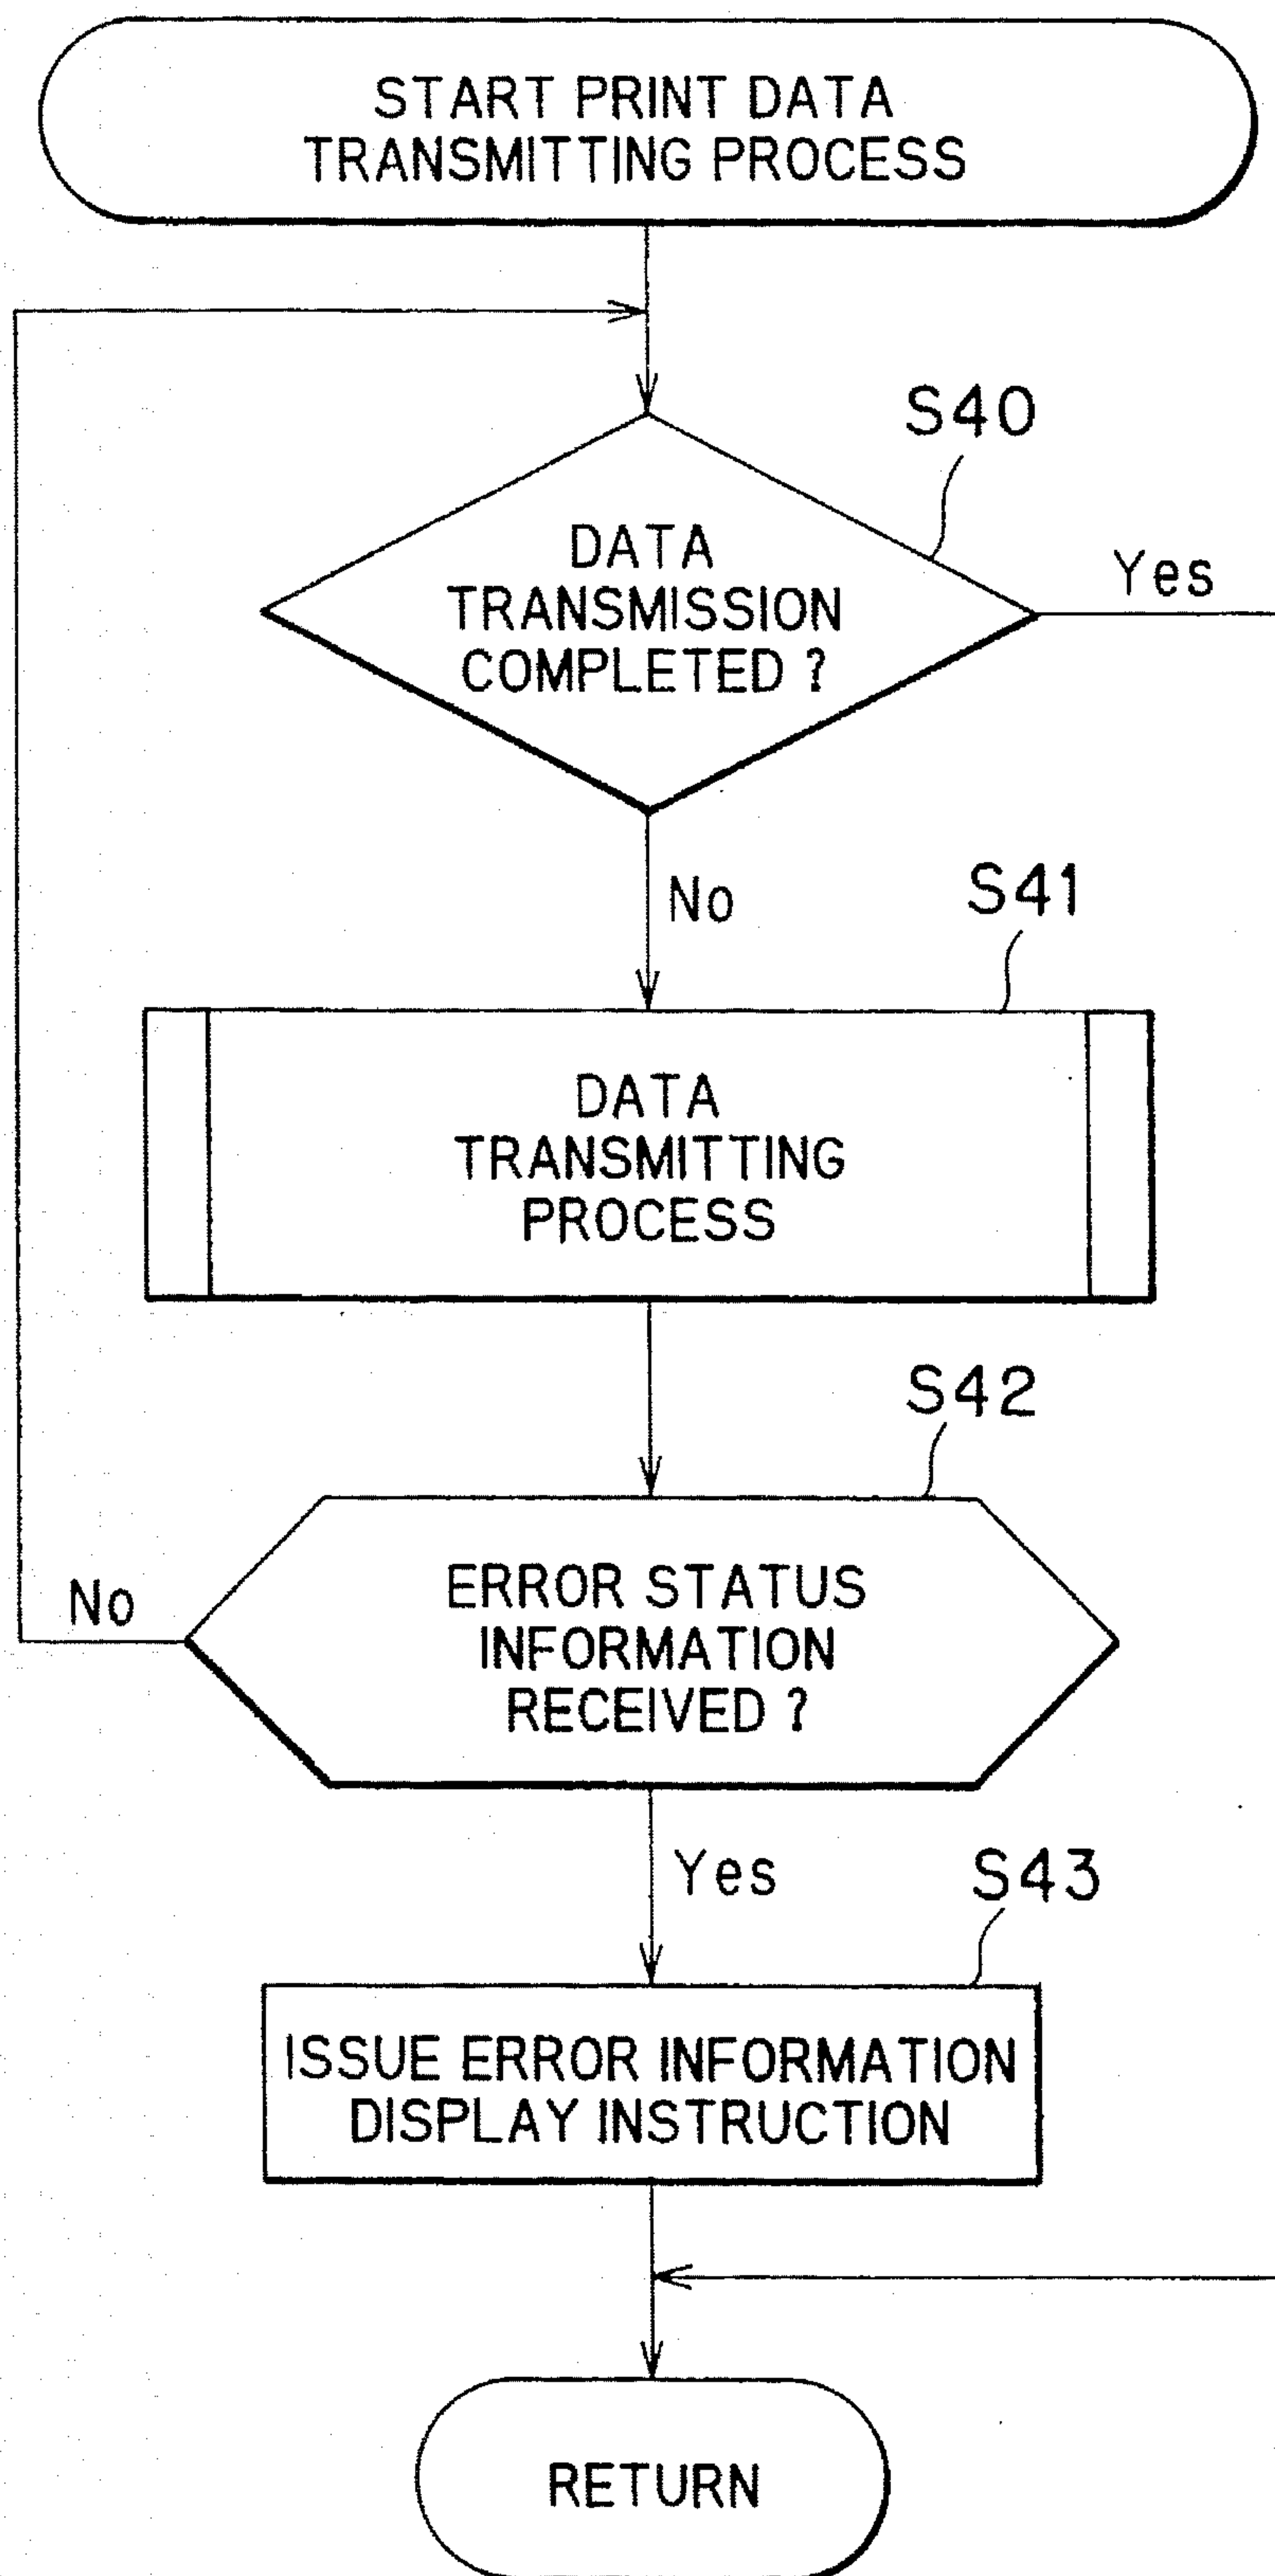 START PRINT DATA
TRANSMITTING PROCESS
S40
DATA
TRANSMISSION
COMPLETED ?
Yes
No
S41
DATA
TRANSMITTING
PROCESS
S42
ERROR STATUS
INFORMATION
RECEIVED ?
No
Yes
S43
ISSUE ERROR INFORMATION
DISPLAY INSTRUCTION
RETURN